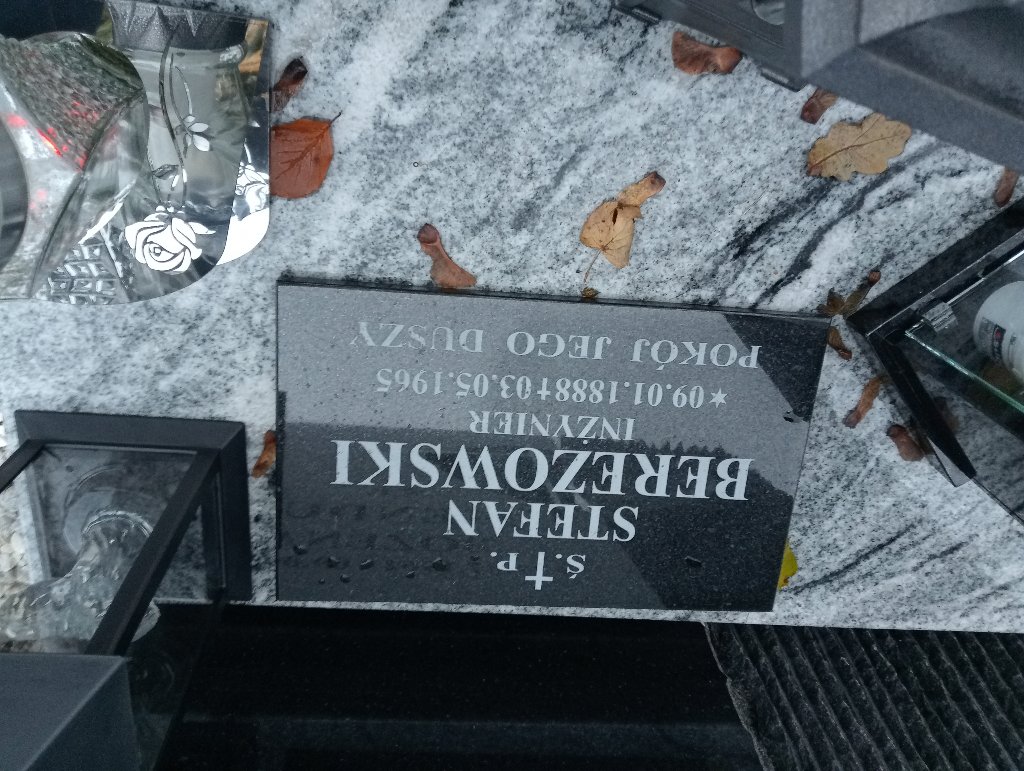 Ś.†P.
STEFAN
BEREŻOWSKI
INŻYNIER
✶09.01.1888†03.05.1965
POKÓJ JEGO DUSZY